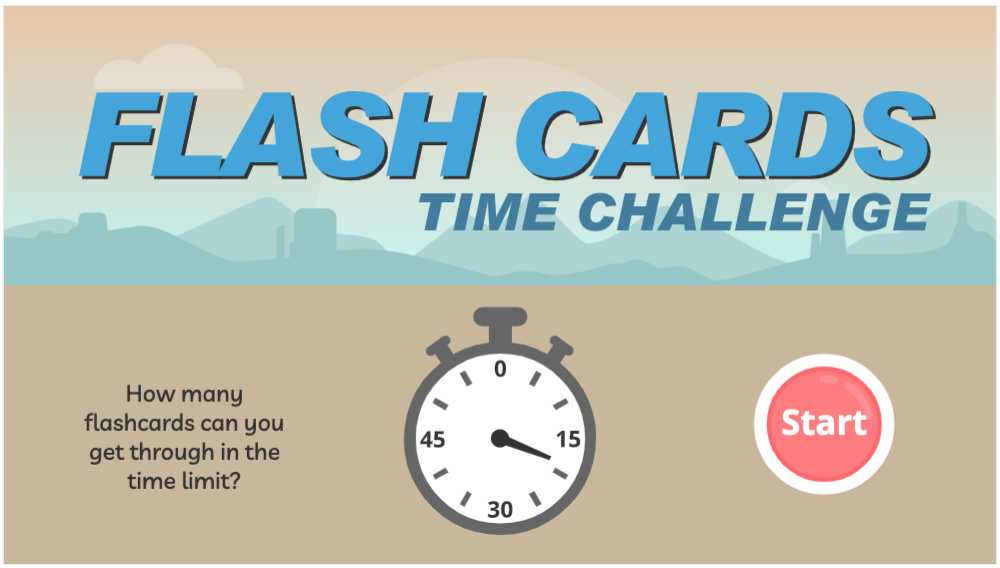 FLASH CARDS
TIME CHALLENGE
How many
flashcards can you
get through in the
time limit?
0
45
15
30
Start